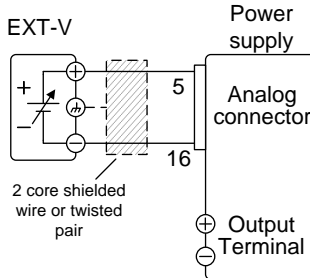 EXT-V
Power
supply
+
−
+
−
5
16
Analog
connector
2 core shielded
wire or twisted
pair
+
−
Output
Terminal